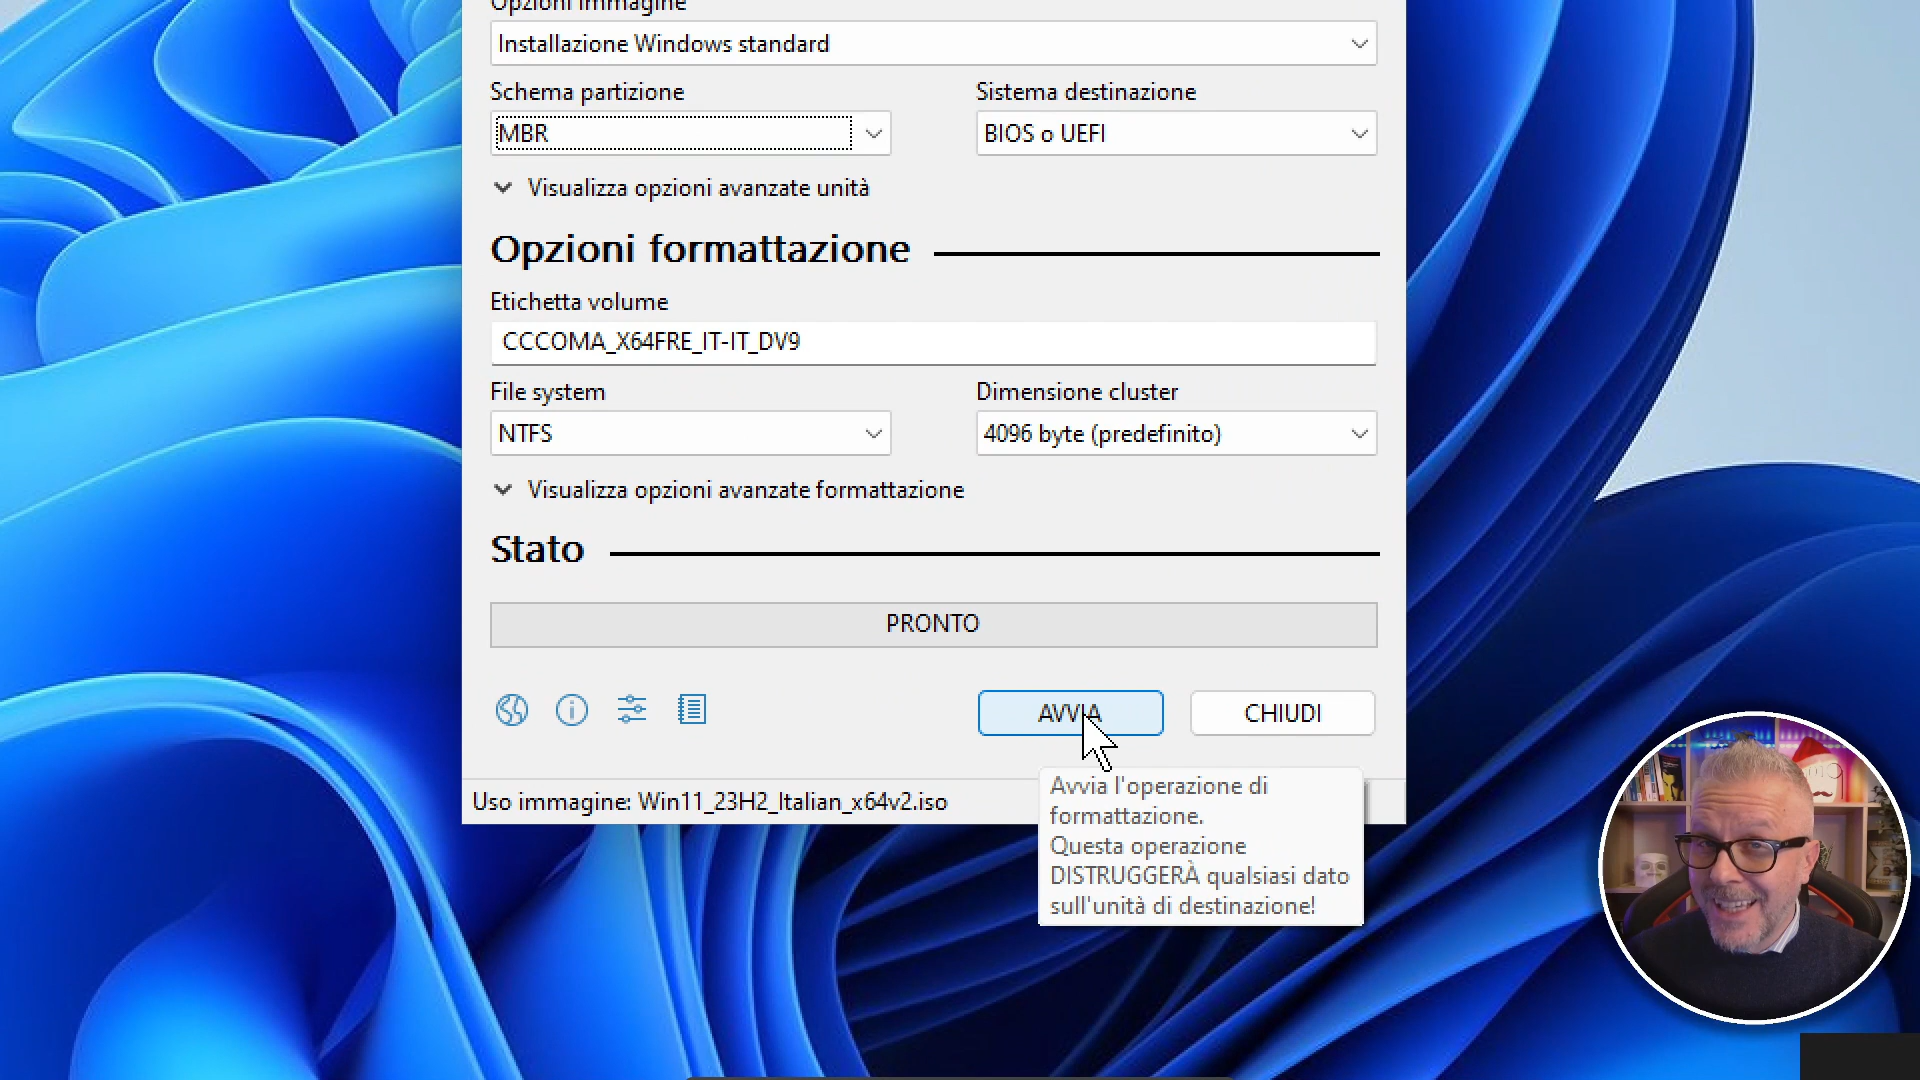 Opzioni immagine
Installazione Windows standard
Schema partizione
Sistema destinazione
MBR
BIOS o UEFI
Visualizza opzioni avanzate unità
Opzioni formattazione
Etichetta volume
CCCOMA_X64FRE_IT-IT_DV9
File system
Dimensione cluster
NTFS
4096 byte (predefinito)
Visualizza opzioni avanzate formattazione
Stato
PRONTO
AVVIA
CHIUDI
Uso immagine: Win11_23H2_Italian_x64v2.iso
Avvia l'operazione di
formattazione.
Questa operazione
DISTRUGGERÀ qualsiasi dato
sull'unità di destinazione!